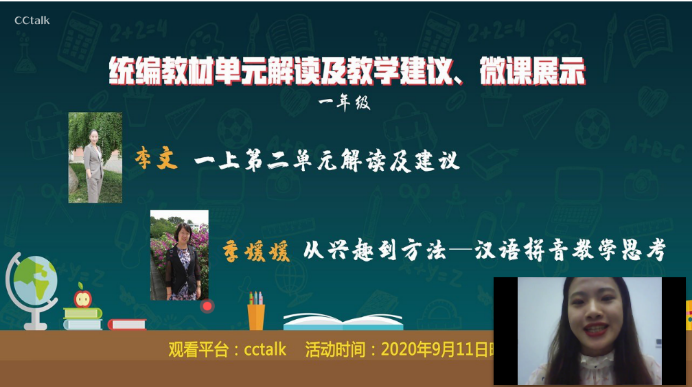 CCtalk
统编教材单元解读及教学建议、微课展示
一年级
李文 一上第二单元解读及建议
季媛媛 从兴趣到方法—汉语拼音教学思考
观看平台：cctalk 活动时间：2020年9月11日